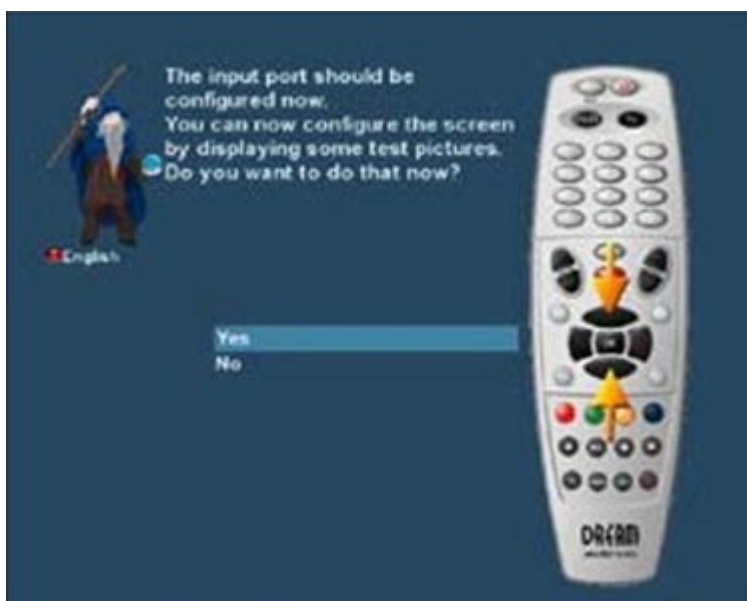 The input port should be
configured now.
You can now configure the screen
by displaying some test pictures.
Do you want to do that now?
English
Yes
No
DREAM